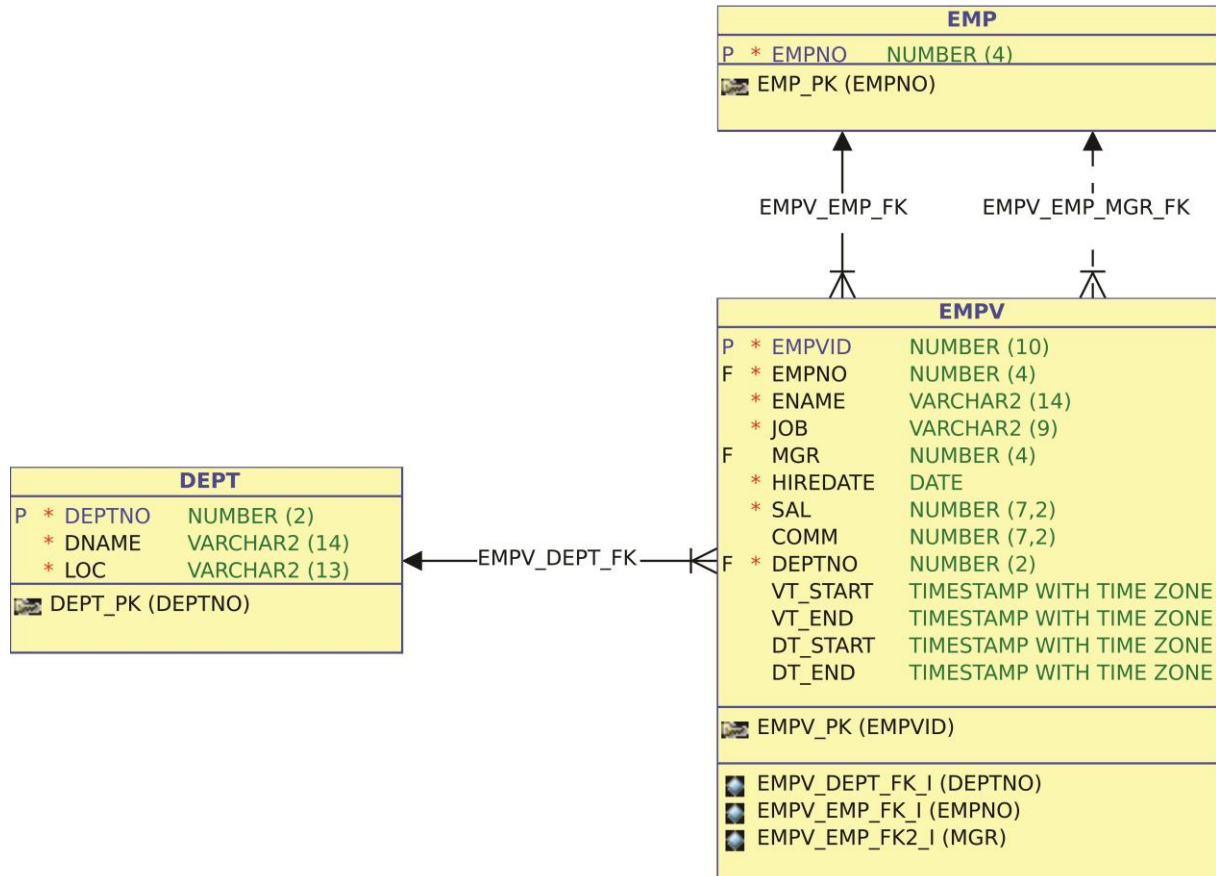 EMP
P * EMPNO NUMBER (4)
EMP_PK (EMPNO)
EMPV_EMP_FK EMPV_EMP_MGR_FK
EMPV
P * EMPVID NUMBER (10)
F * EMPNO NUMBER (4)
* ENAME VARCHAR2 (14)
* JOB VARCHAR2 (9)
F MGR NUMBER (4)
* HIREDATE DATE
* SAL NUMBER (7,2)
COMM NUMBER (7,2)
F * DEPTNO NUMBER (2)
VT_START TIMESTAMP WITH TIME ZONE
VT_END TIMESTAMP WITH TIME ZONE
DT_START TIMESTAMP WITH TIME ZONE
DT_END TIMESTAMP WITH TIME ZONE
EMPV_PK (EMPVID)
EMPV_DEPT_FK_I (DEPTNO)
EMPV_EMP_FK_I (EMPNO)
EMPV_EMP_FK2_I (MGR)
DEPT
P * DEPTNO NUMBER (2)
* DNAME VARCHAR2 (14)
* LOC VARCHAR2 (13)
DEPT_PK (DEPTNO)
EMPV_DEPT_FK